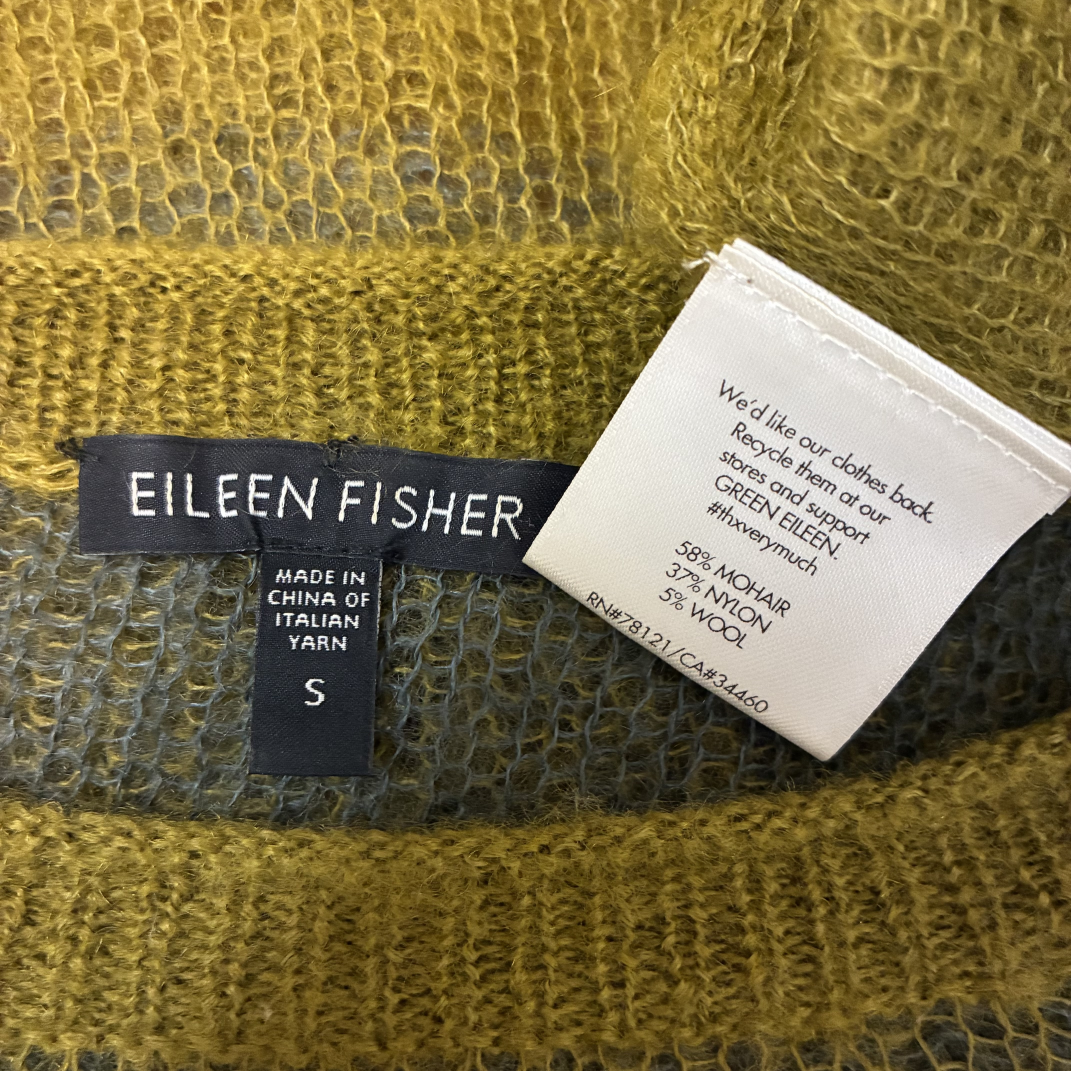 EILEEN FISHER
MADE IN
CHINA OF
ITALIAN
YARN
S
We'd like our clothes back.
Recycle them at our
stores and support
GREEN EILEEN.
#thxverymuch
58% MOHAIR
37% NYLON
5% WOOL
RN#78121/CA#34460